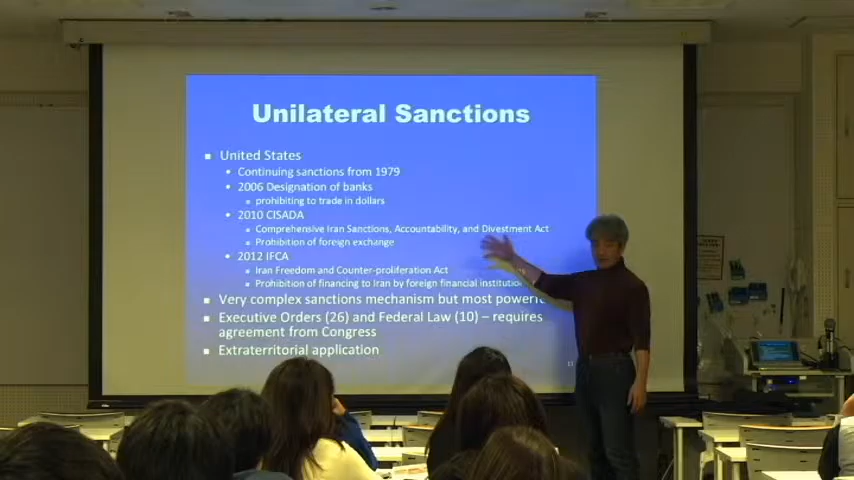 Unilateral Sanctions
▪ United States
• Continuing sanctions from 1979
• 2006 Designation of banks
▪ prohibiting to trade in dollars
• 2010 CISADA
▪ Comprehensive Iran Sanctions, Accountability, and Divestment Act
▪ Prohibition of foreign exchange
• 2012 IFCA
▪ Iran Freedom and Counter-proliferation Act
▪ Prohibition of financing to Iran by foreign financial
▪ Very complex sanctions mechanism but most
▪ Executive Orders (26) and Federal Law (10) – requires
agreement from Congress
▪ Extraterritorial application